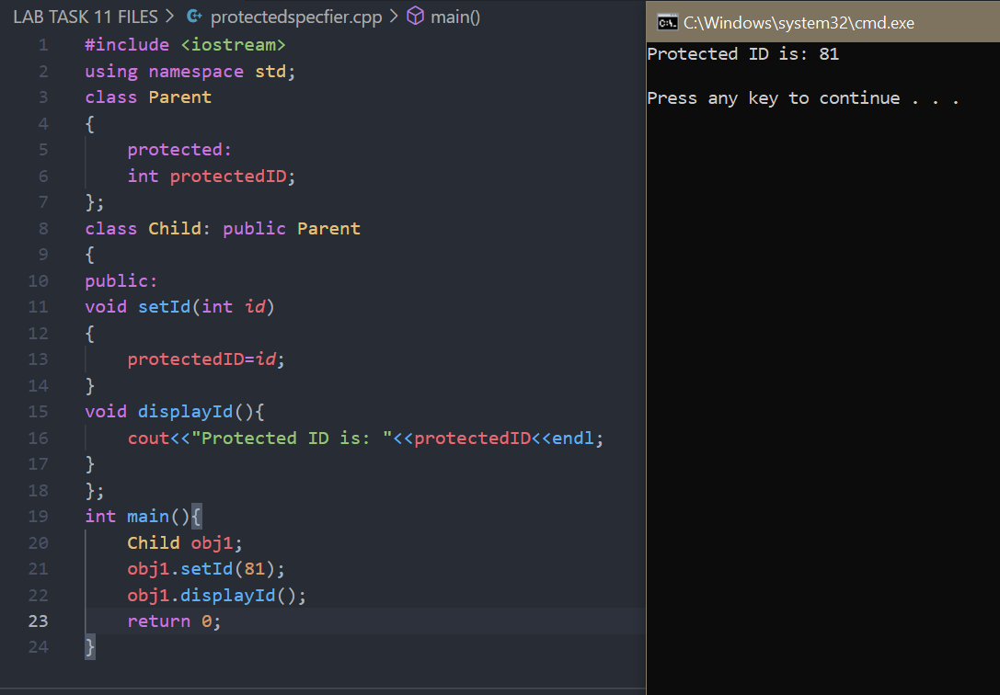 LAB TASK 11 FILES > protectedspecfier.cpp > main()
1 #include <iostream>
2 using namespace std;
3 class Parent
4 {
5     protected:
6     int protectedID;
7 };
8 class Child: public Parent
9 {
10 public:
11 void setId(int id)
12 {
13     protectedID=id;
14 }
15 void displayId(){
16     cout<<"Protected ID is: "<<protectedID<<endl;
17 }
18 };
19 int main(){
20     Child obj1;
21     obj1.setId(81);
22     obj1.displayId();
23     return 0;
24 }
C:\Windows\system32\cmd.exe
Protected ID is: 81
Press any key to continue . . .